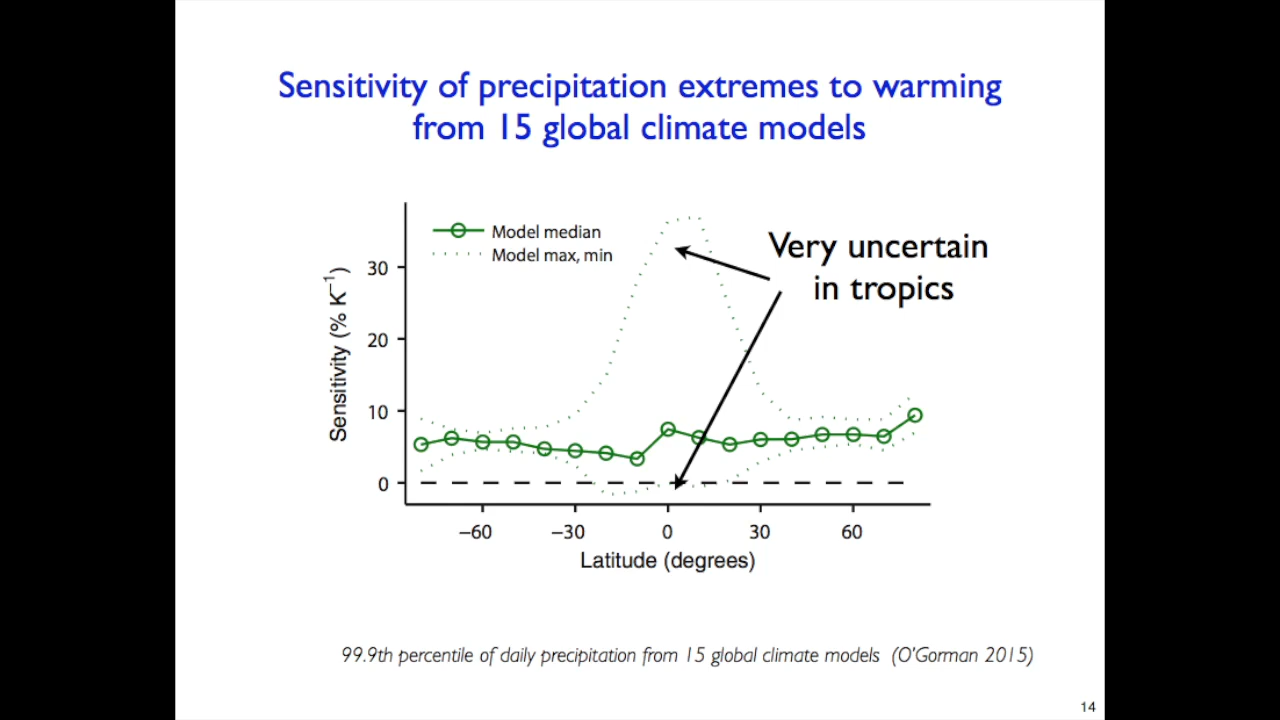 Sensitivity of precipitation extremes to warming
from 15 global climate models
Model median
Model max, min
Very uncertain
in tropics
Sensitivity (% K⁻¹)
30
20
10
0
−60
−30
0
30
60
Latitude (degrees)
99.9th percentile of daily precipitation from 15 global climate models (O'Gorman 2015)
14